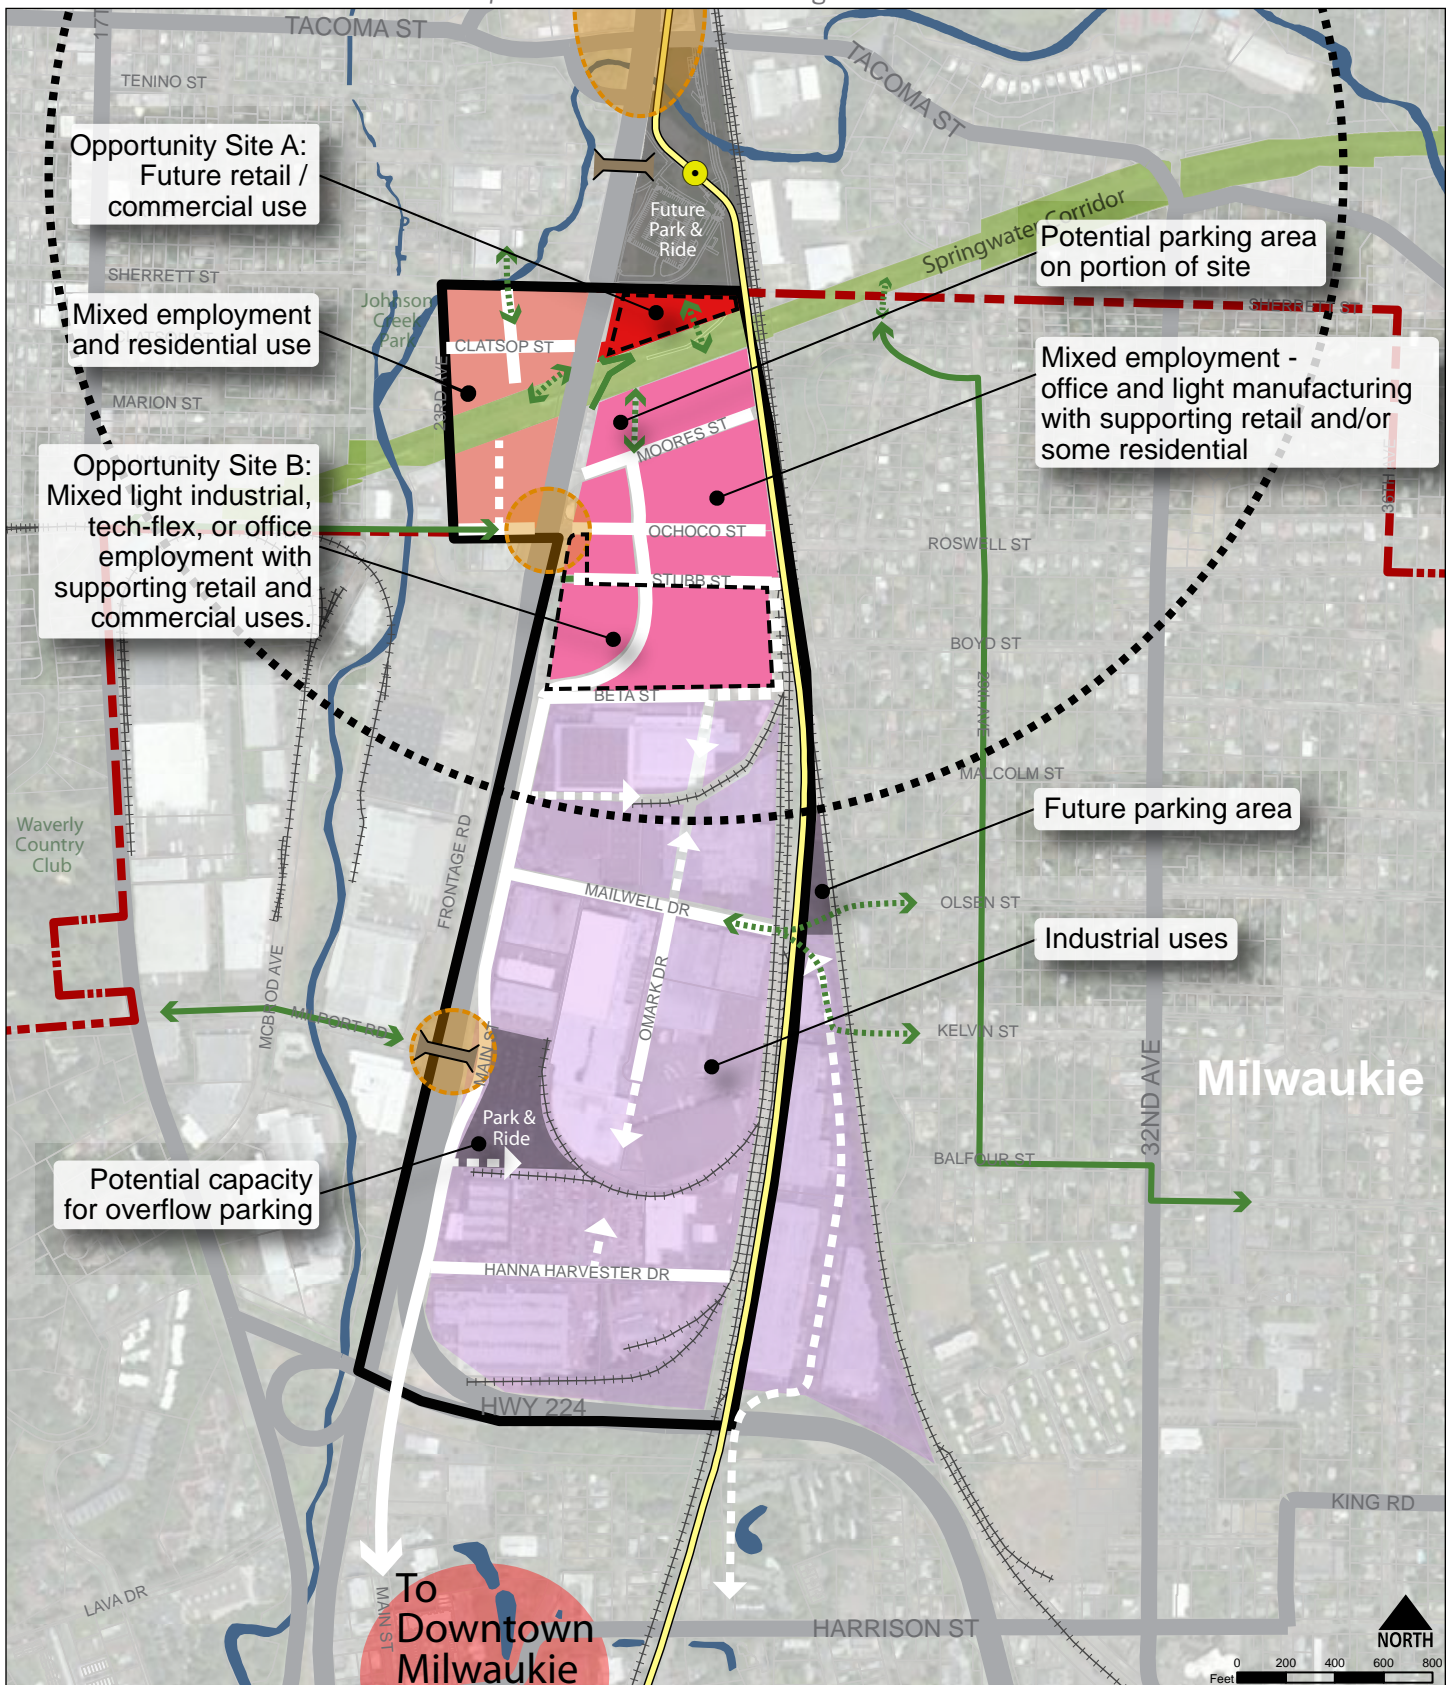 TACOMA ST
17T
TENINO ST
TACOMA ST
Opportunity Site A:
Future retail /
commercial use
Future
Park &
Ride
Springwater Corridor
Potential parking area
on portion of site
SHERRETT ST
SHERRETT ST
Johnson
Creek
Park
Mixed employment
and residential use
CLATSOP ST
23RD AVE
MARION ST
Mixed employment -
office and light manufacturing
with supporting retail and/or
some residential
MOORES ST
Opportunity Site B:
Mixed light industrial,
tech-flex, or office
employment with
supporting retail and
commercial uses.
OCHOCO ST
STUBB ST
ROSWELL ST
BOYD ST
BETA ST
MALCOLM ST
Future parking area
Waverly
Country
Club
FRONTAGE RD
MAILWELL DR
OLSEN ST
Industrial uses
MCBROD AVE
MILPORT RD
MAIN ST
OMARK DR
KELVIN ST
Milwaukie
32ND AVE
Park &
Ride
BALFOUR ST
Potential capacity
for overflow parking
HANNA HARVESTER DR
HWY 224
KING RD
LAVA DR
MAIN ST
To
Downtown
Milwaukie
HARRISON ST
NORTH
0 200 400 600 800
Feet